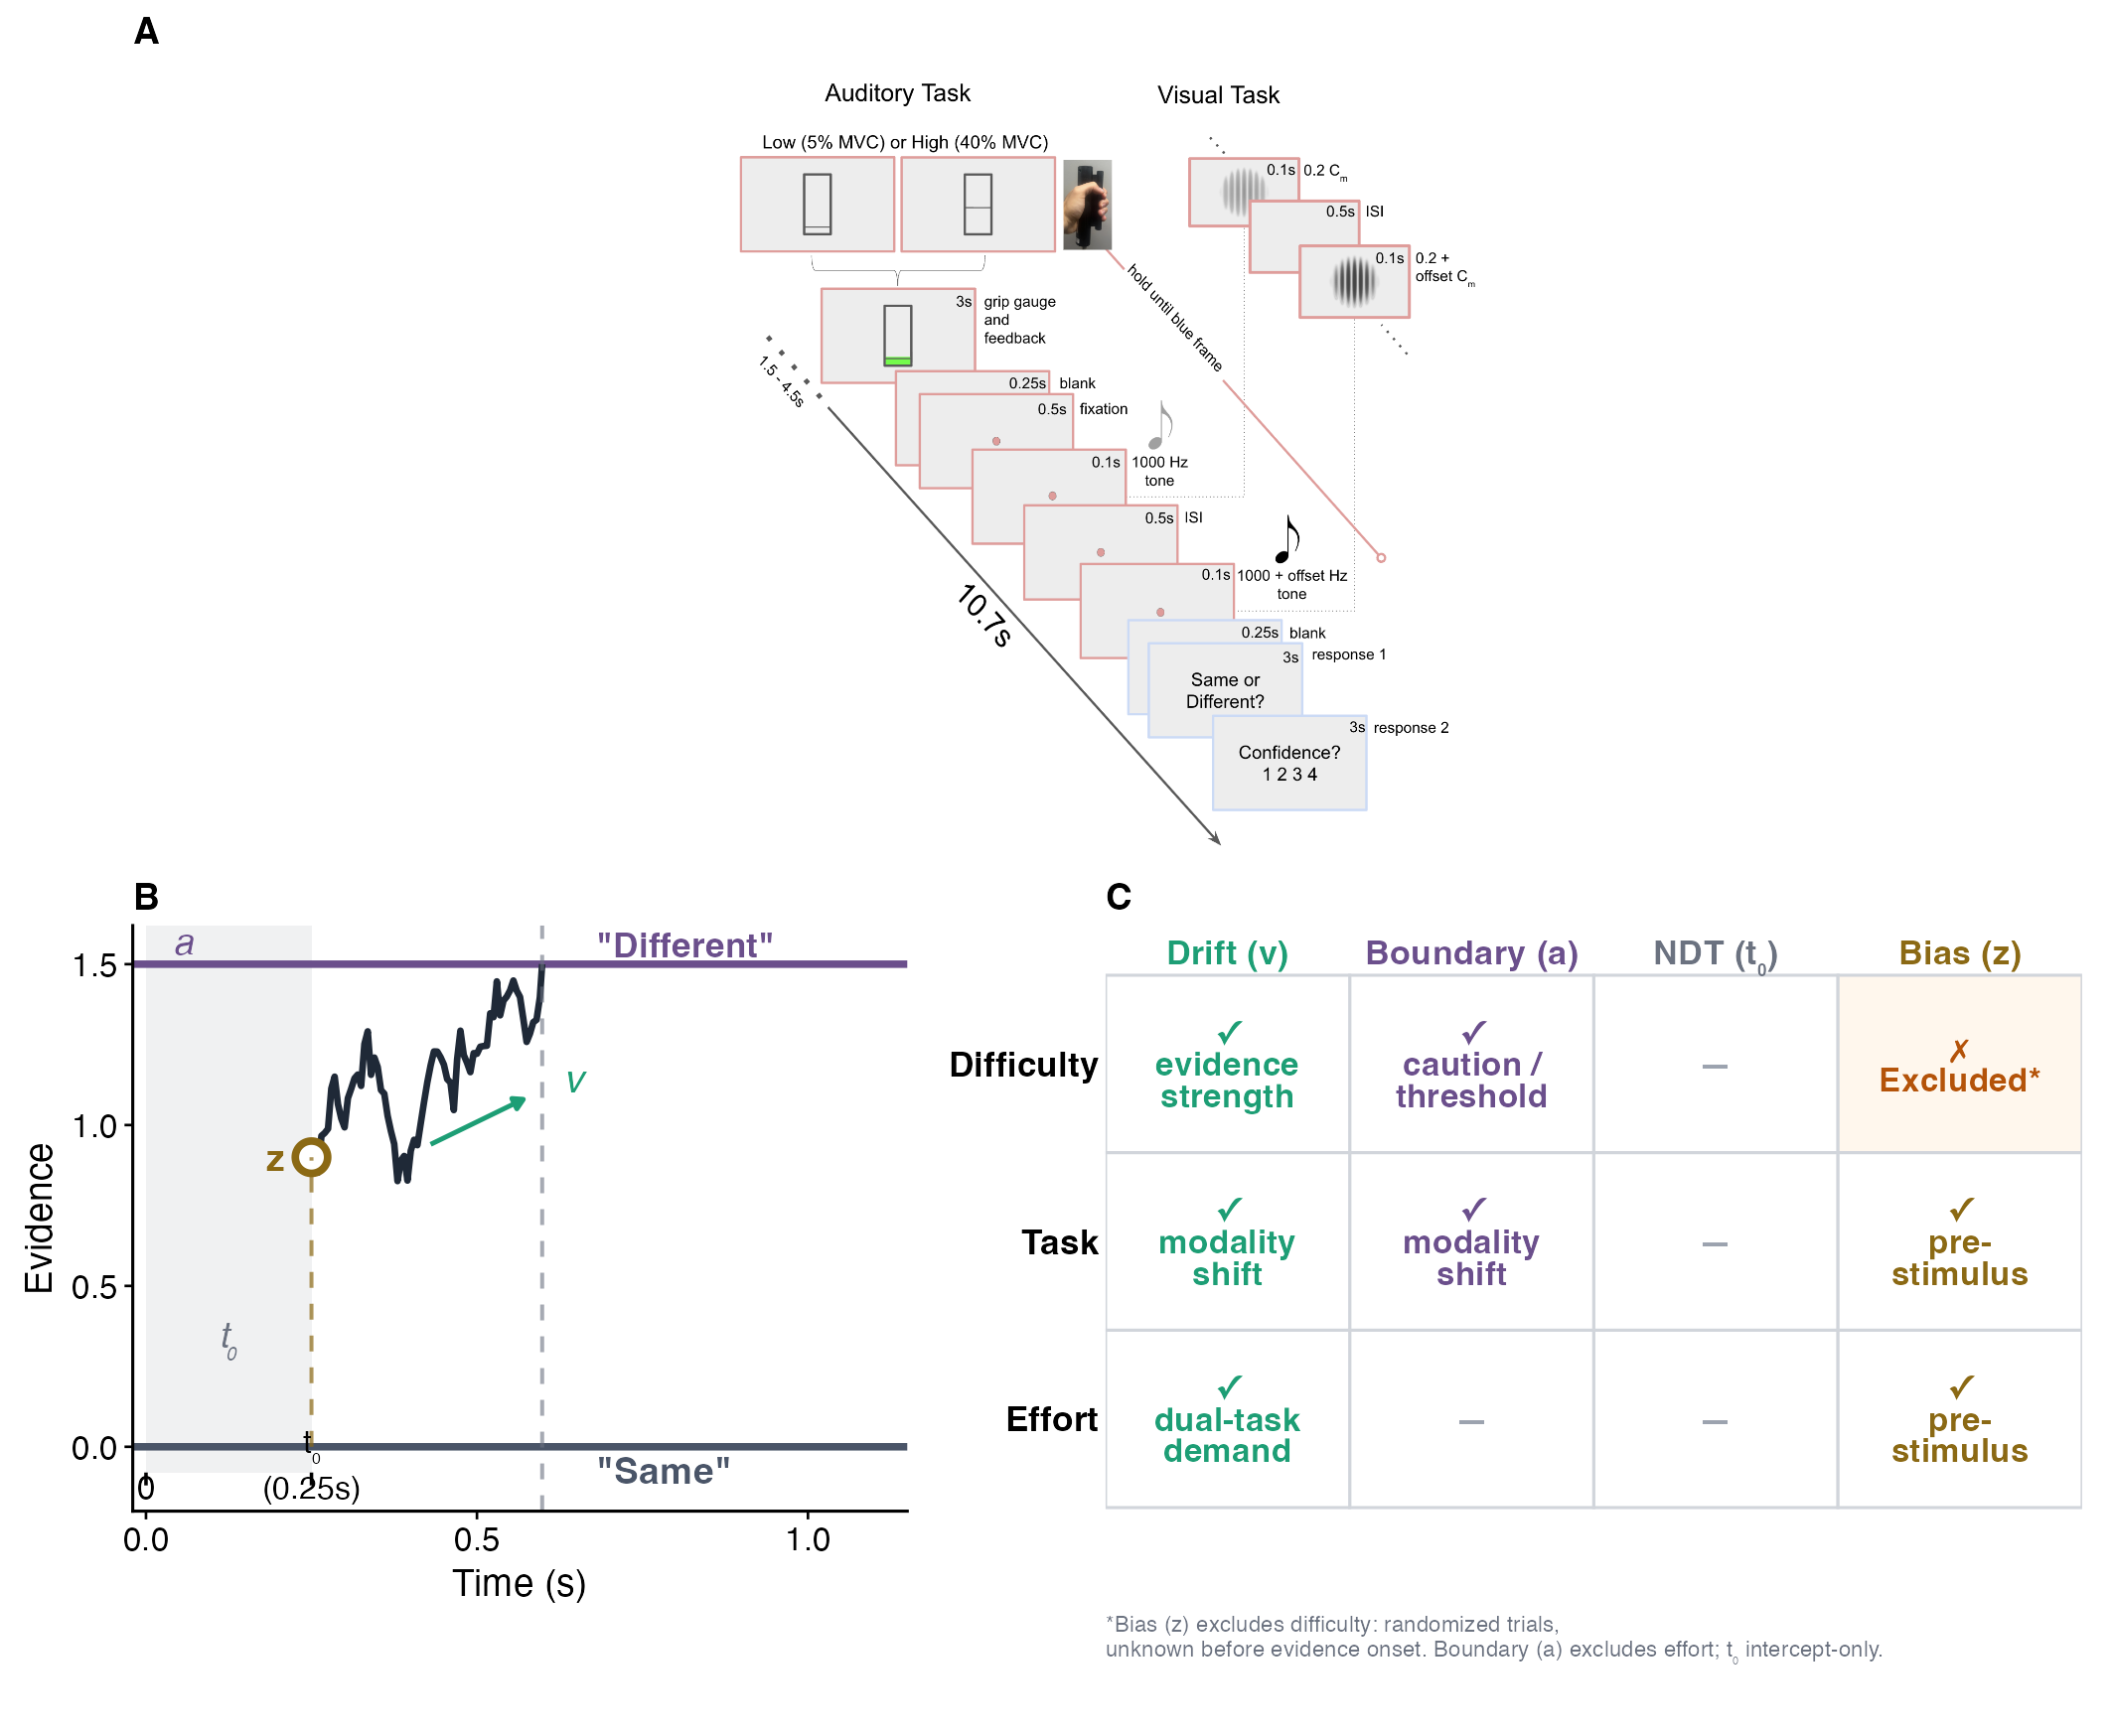 A
Auditory Task
Visual Task
Low (5% MVC) or High (40% MVC)
0.1s 0.2 Cm
0.5s ISI
0.1s 0.2 +
offset Cm
hold until blue frame
3s grip gauge
and
feedback
1.5 - 4.5s
0.25s blank
0.5s fixation
0.1s 1000 Hz
tone
0.5s ISI
0.1s 1000 + offset Hz
tone
10.7s
0.25s blank
3s response 1
Same or
Different?
3s response 2
Confidence?
1 2 3 4
B
a
"Different"
1.5
v
1.0
z
Evidence
0.5
t0
0.0
t0
"Same"
0
(0.25s)
0.0 0.5 1.0
Time (s)
C
Drift (v) Boundary (a) NDT (t0) Bias (z)
Difficulty
✓
evidence
strength
✓
caution /
threshold
–
✗
Excluded*
Task
✓
modality
shift
✓
modality
shift
–
✓
pre-
stimulus
Effort
✓
dual-task
demand
–
–
✓
pre-
stimulus
*Bias (z) excludes difficulty: randomized trials,
unknown before evidence onset. Boundary (a) excludes effort; t0 intercept-only.